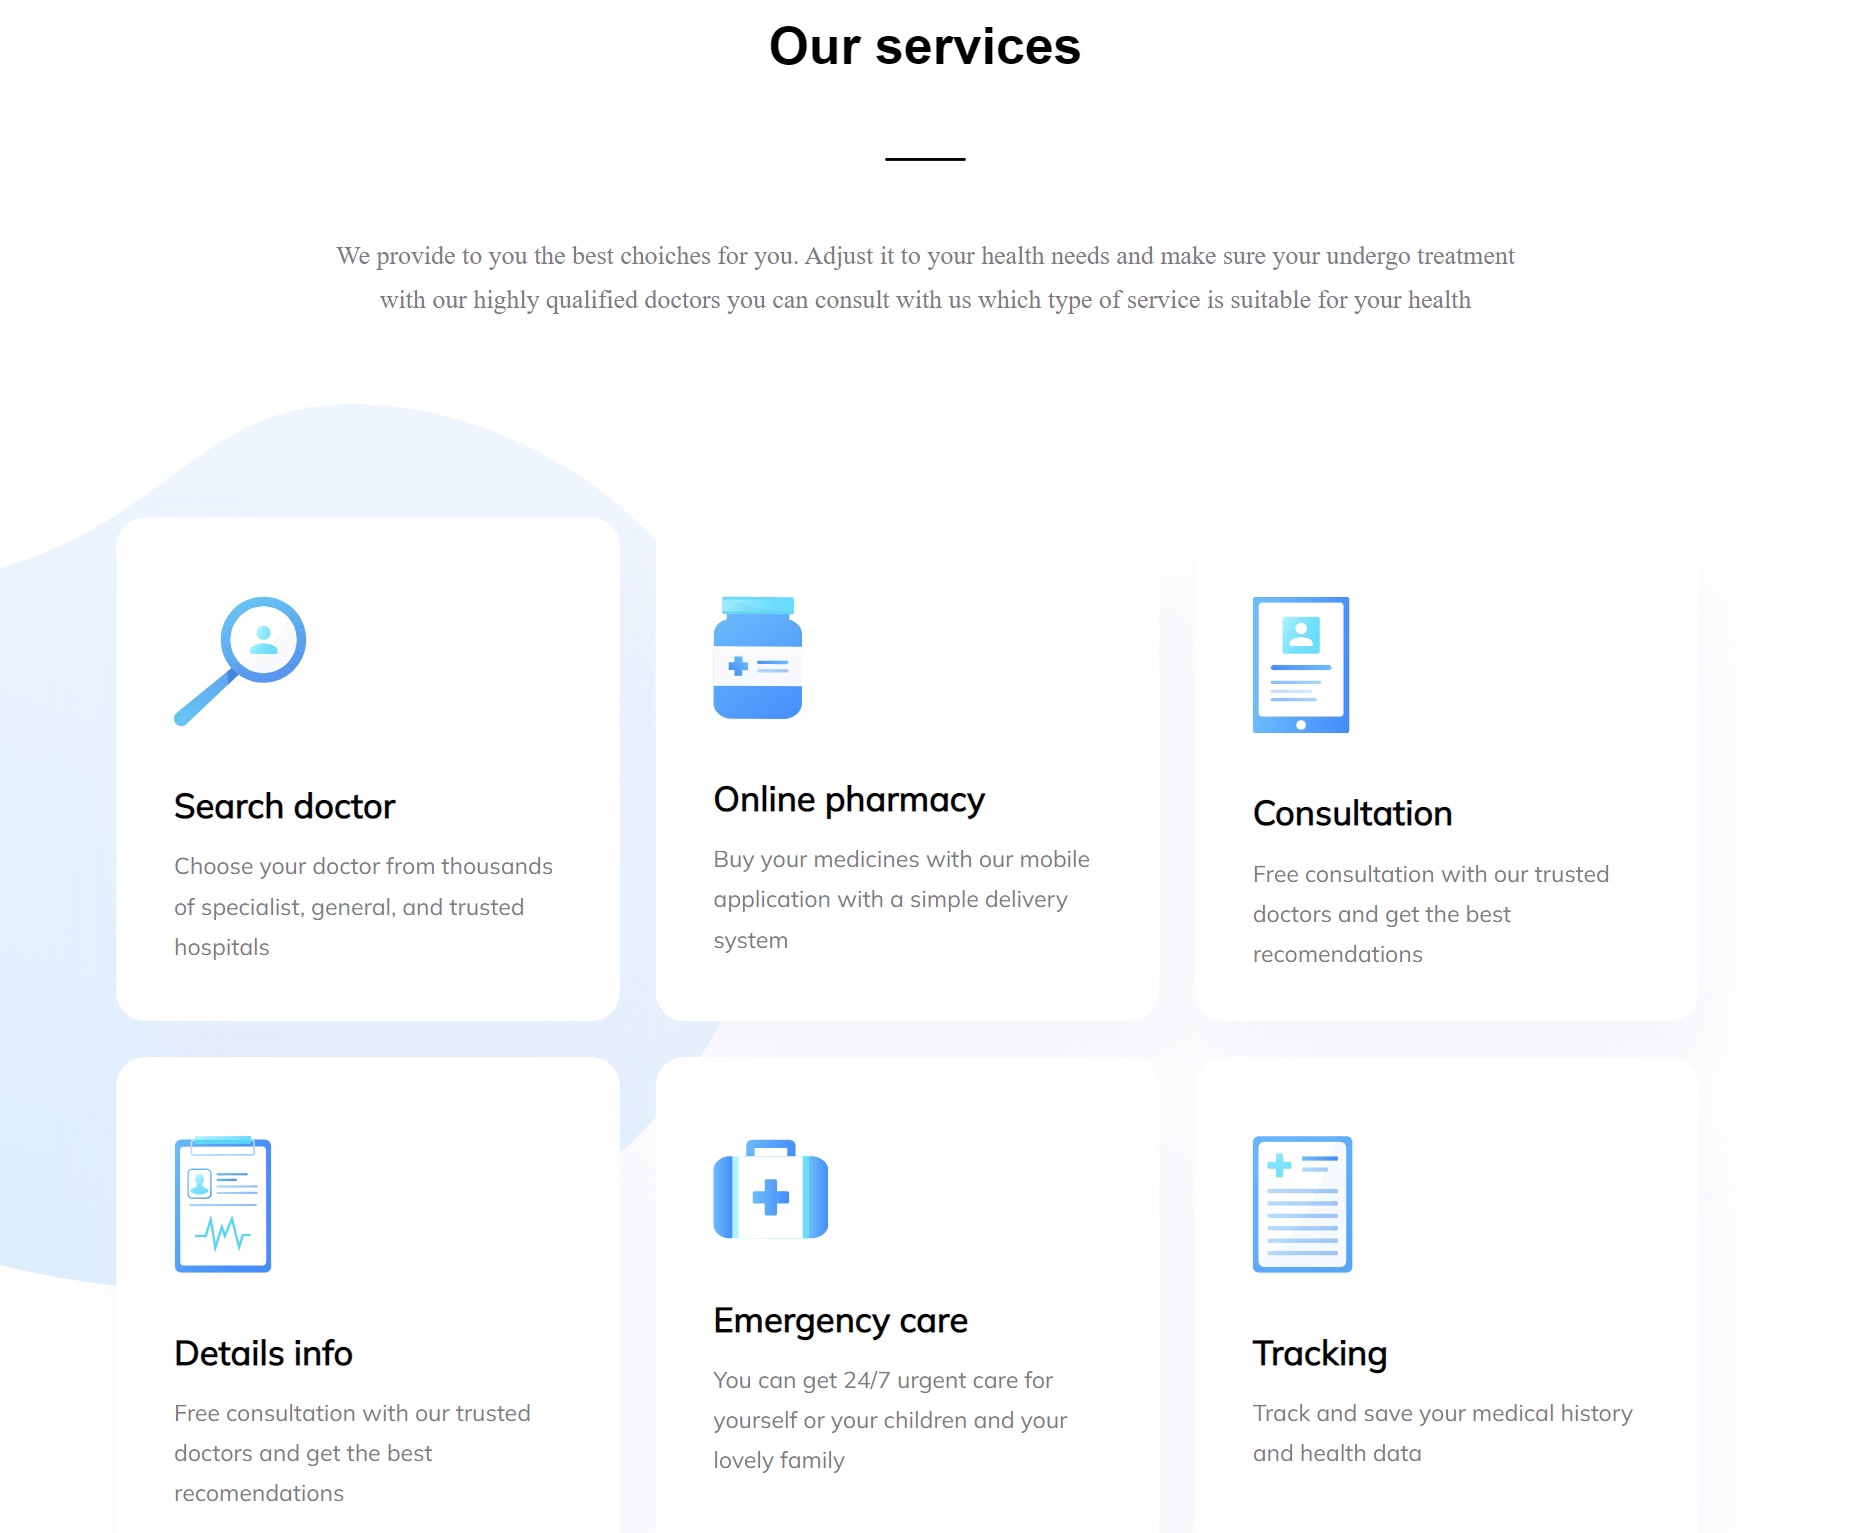 Our services
We provide to you the best choiches for you. Adjust it to your health needs and make sure your undergo treatment
with our highly qualified doctors you can consult with us which type of service is suitable for your health
Search doctor
Choose your doctor from thousands
of specialist, general, and trusted
hospitals
Online pharmacy
Buy your medicines with our mobile
application with a simple delivery
system
Consultation
Free consultation with our trusted
doctors and get the best
recomendations
Details info
Free consultation with our trusted
doctors and get the best
recomendations
Emergency care
You can get 24/7 urgent care for
yourself or your children and your
lovely family
Tracking
Track and save your medical history
and health data